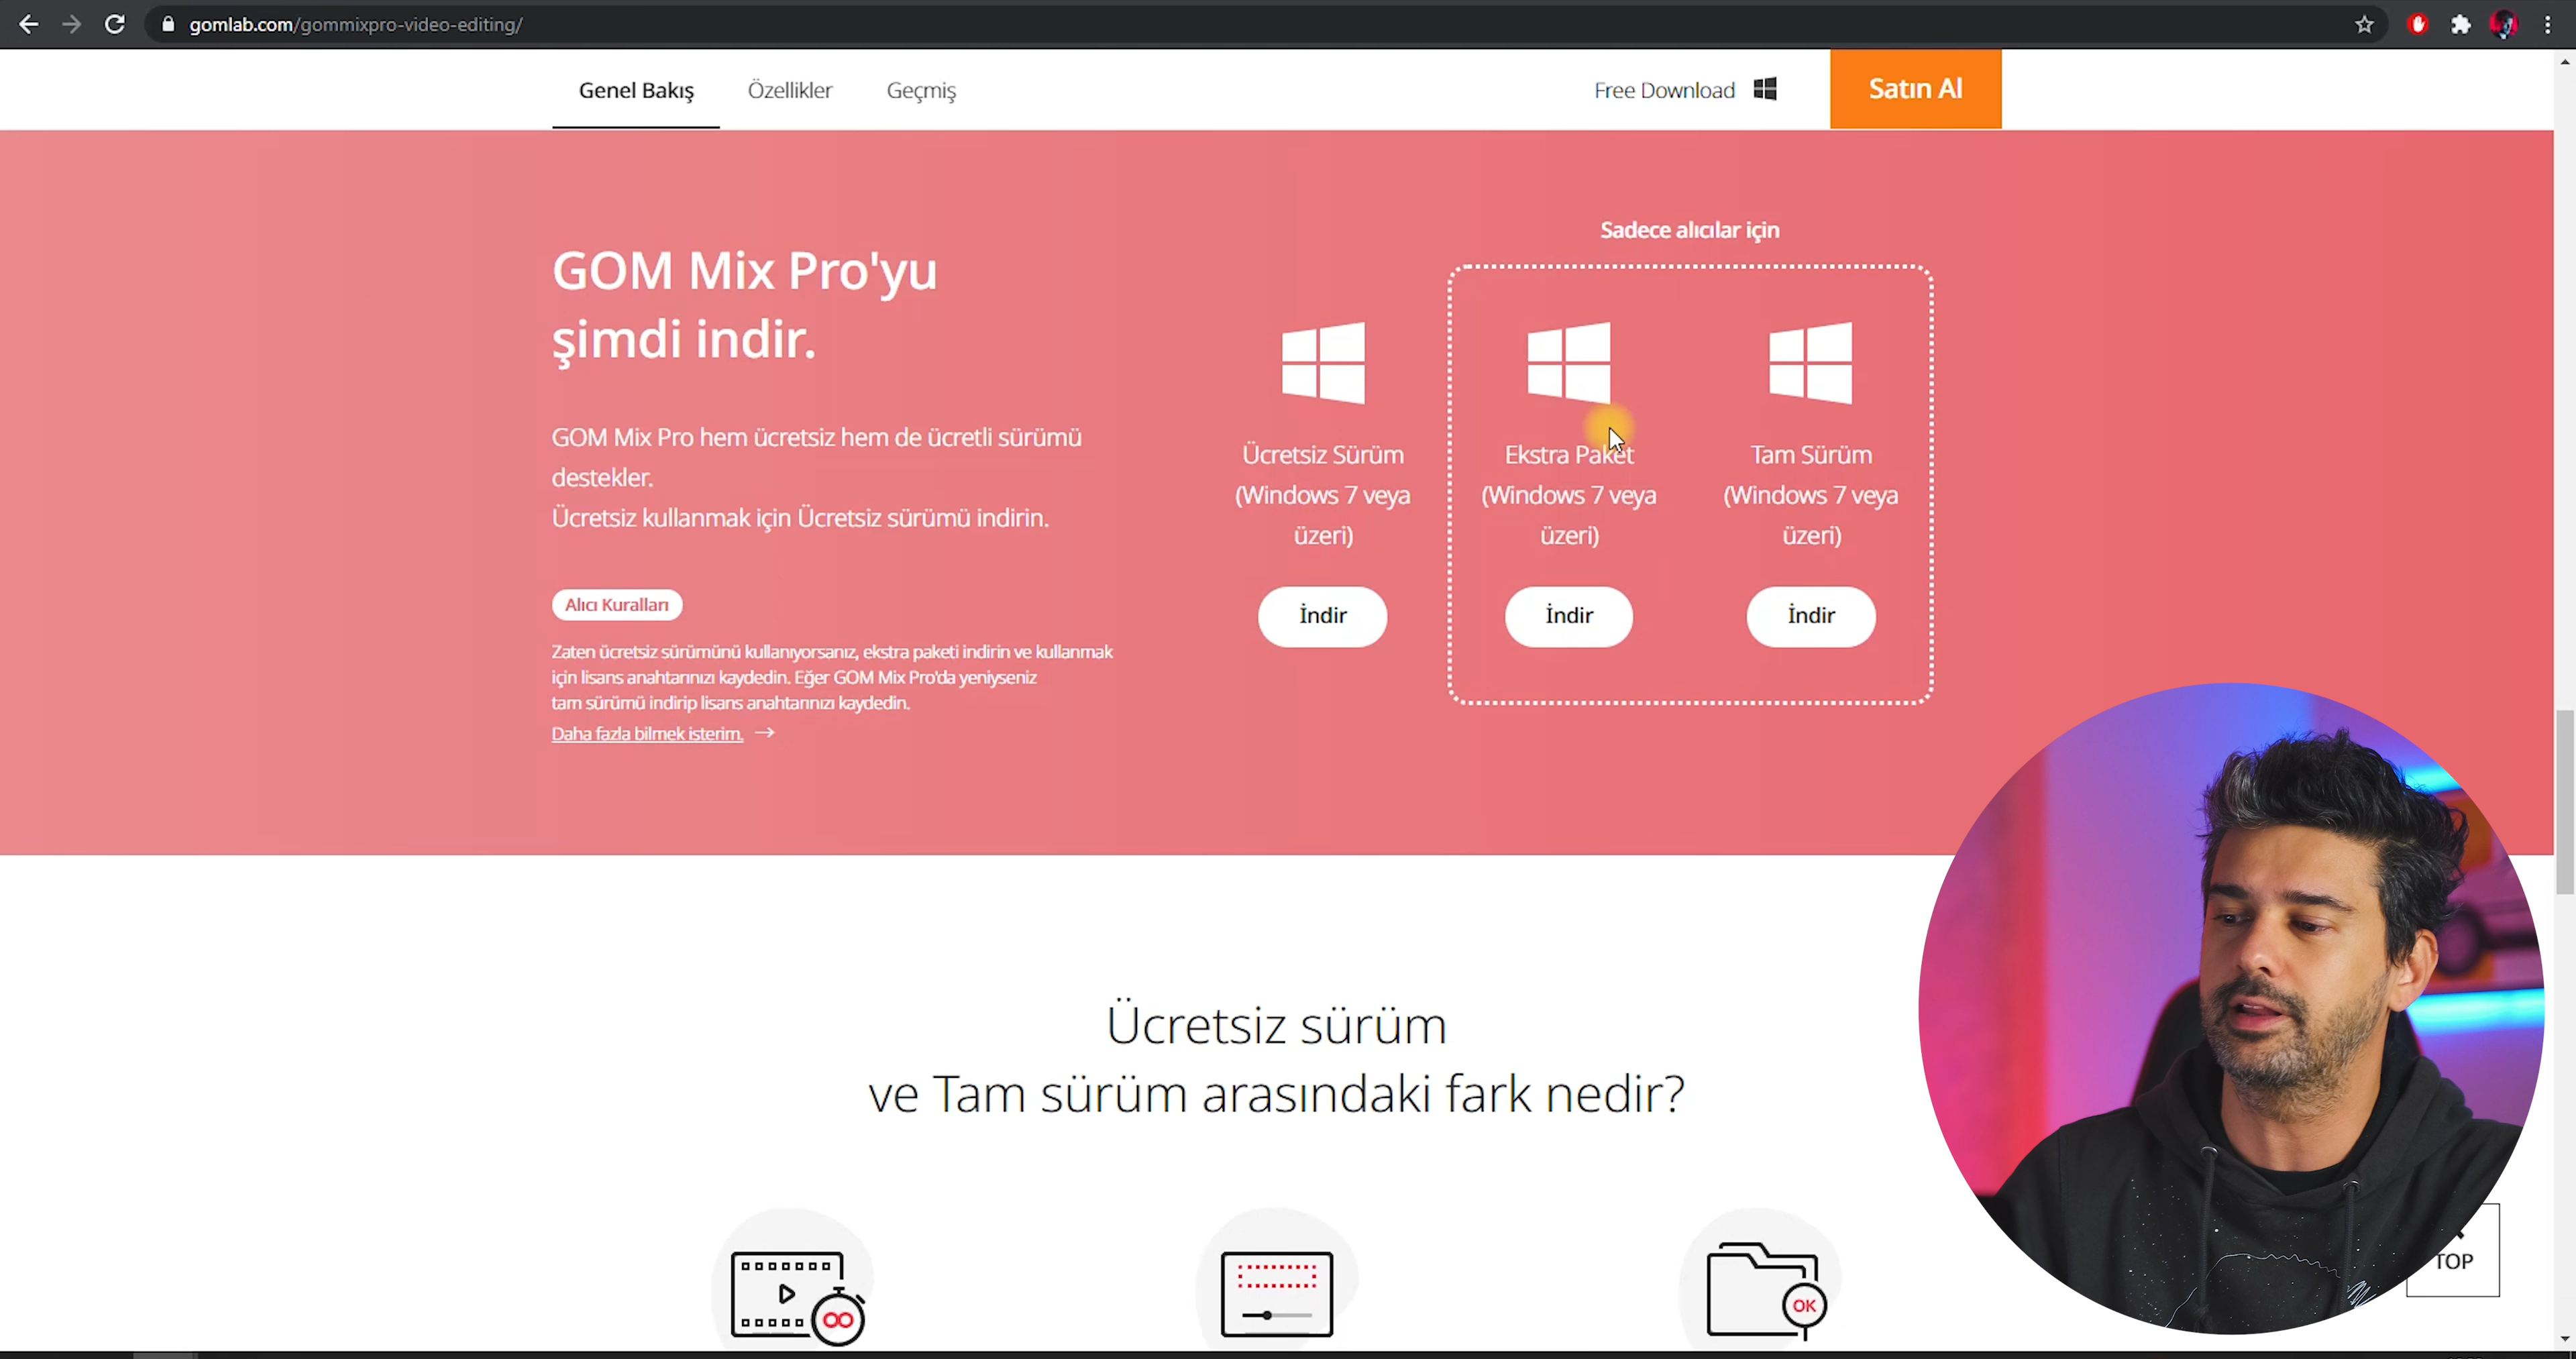 gomlab.com/gommixpro-video-editing/
Genel Bakış
Özellikler
Geçmiş
Free Download
Satın Al
GOM Mix Pro'yu
şimdi indir.
GOM Mix Pro hem ücretsiz hem de ücretli sürümü
destekler.
Ücretsiz kullanmak için Ücretsiz sürümü indirin.
Alıcı Kuralları
Zaten ücretsiz sürümünü kullanıyorsanız, ekstra paketi indirin ve kullanmak
için lisans anahtarınızı kaydedin. Eğer GOM Mix Pro'da yeniyseniz
tam sürümü indirip lisans anahtarınızı kaydedin.
Daha fazla bilmek isterim. →
Sadece alıcılar için
Ücretsiz Sürüm
(Windows 7 veya
üzeri)
İndir
Ekstra Paket
(Windows 7 veya
üzeri)
İndir
Tam Sürüm
(Windows 7 veya
üzeri)
İndir
Ücretsiz sürüm
ve Tam sürüm arasındaki fark nedir?
OK
TOP